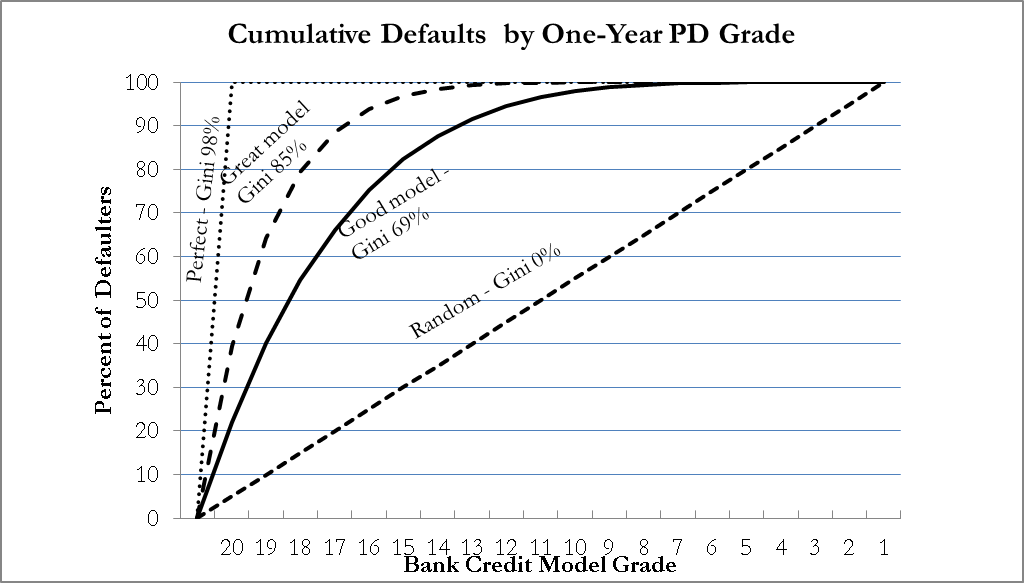 Cumulative Defaults by One-Year PD Grade
Percent of Defaulters
100
90
80
70
60
50
40
30
20
10
0
Perfect - Gini 98%
Great model
Gini 85%
Good model -
Gini 69%
Random - Gini 0%
20 19 18 17 16 15 14 13 12 11 10 9 8 7 6 5 4 3 2 1
Bank Credit Model Grade